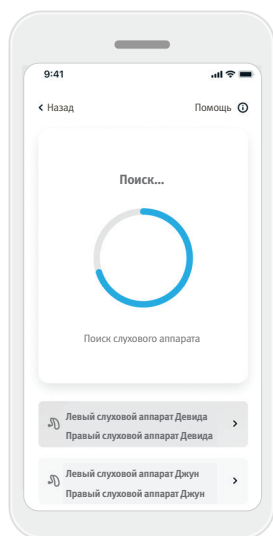 9:41
Назад
Помощь
Поиск...
Поиск слухового аппарата
Левый слуховой аппарат Девида
Правый слуховой аппарат Девида
Левый слуховой аппарат Джун
Правый слуховой аппарат Джун